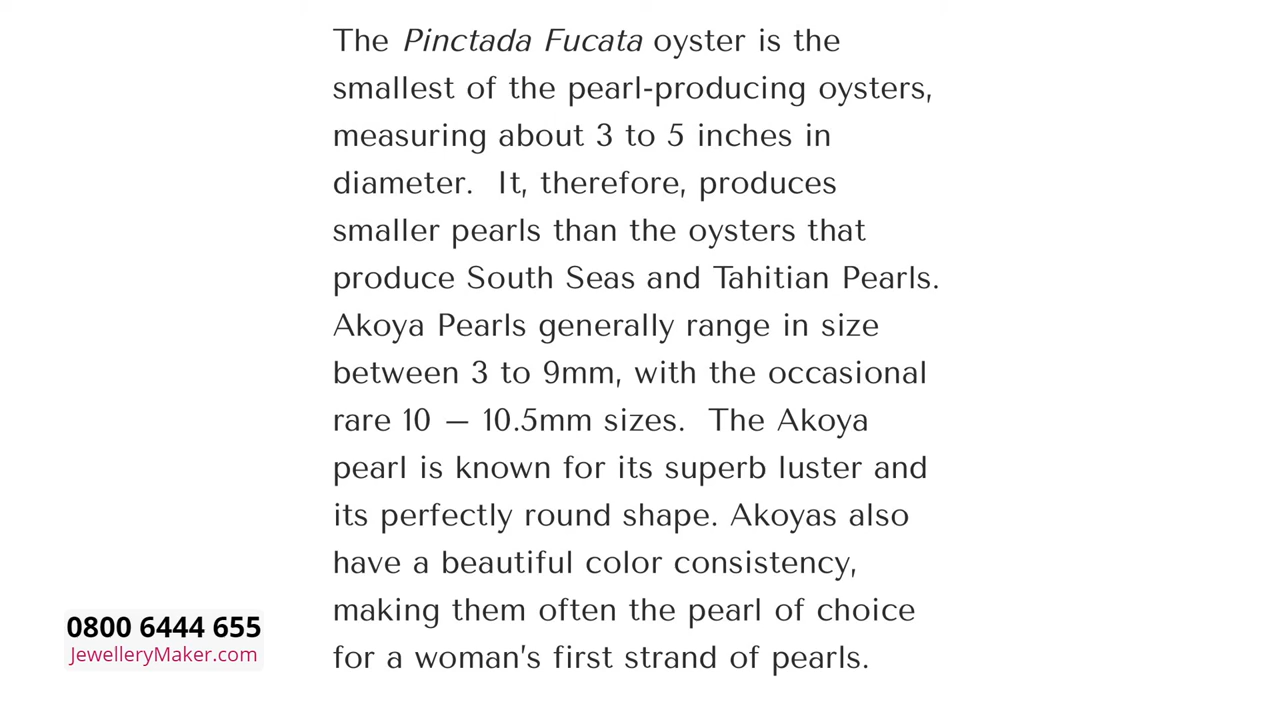 The Pinctada Fucata oyster is the
smallest of the pearl-producing oysters,
measuring about 3 to 5 inches in
diameter.  It, therefore, produces
smaller pearls than the oysters that
produce South Seas and Tahitian Pearls.
Akoya Pearls generally range in size
between 3 to 9mm, with the occasional
rare 10 – 10.5mm sizes.  The Akoya
pearl is known for its superb luster and
its perfectly round shape. Akoyas also
have a beautiful color consistency,
making them often the pearl of choice
for a woman’s first strand of pearls.
0800 6444 655
JewelleryMaker.com